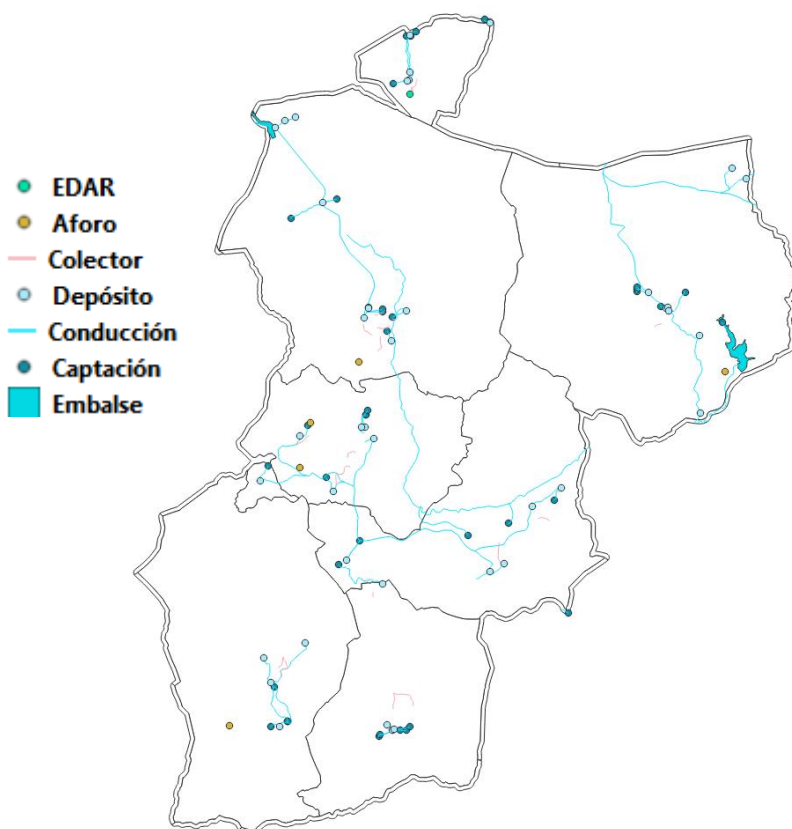 EDAR
Aforo
Colector
Depósito
Conducción
Captación
Embalse